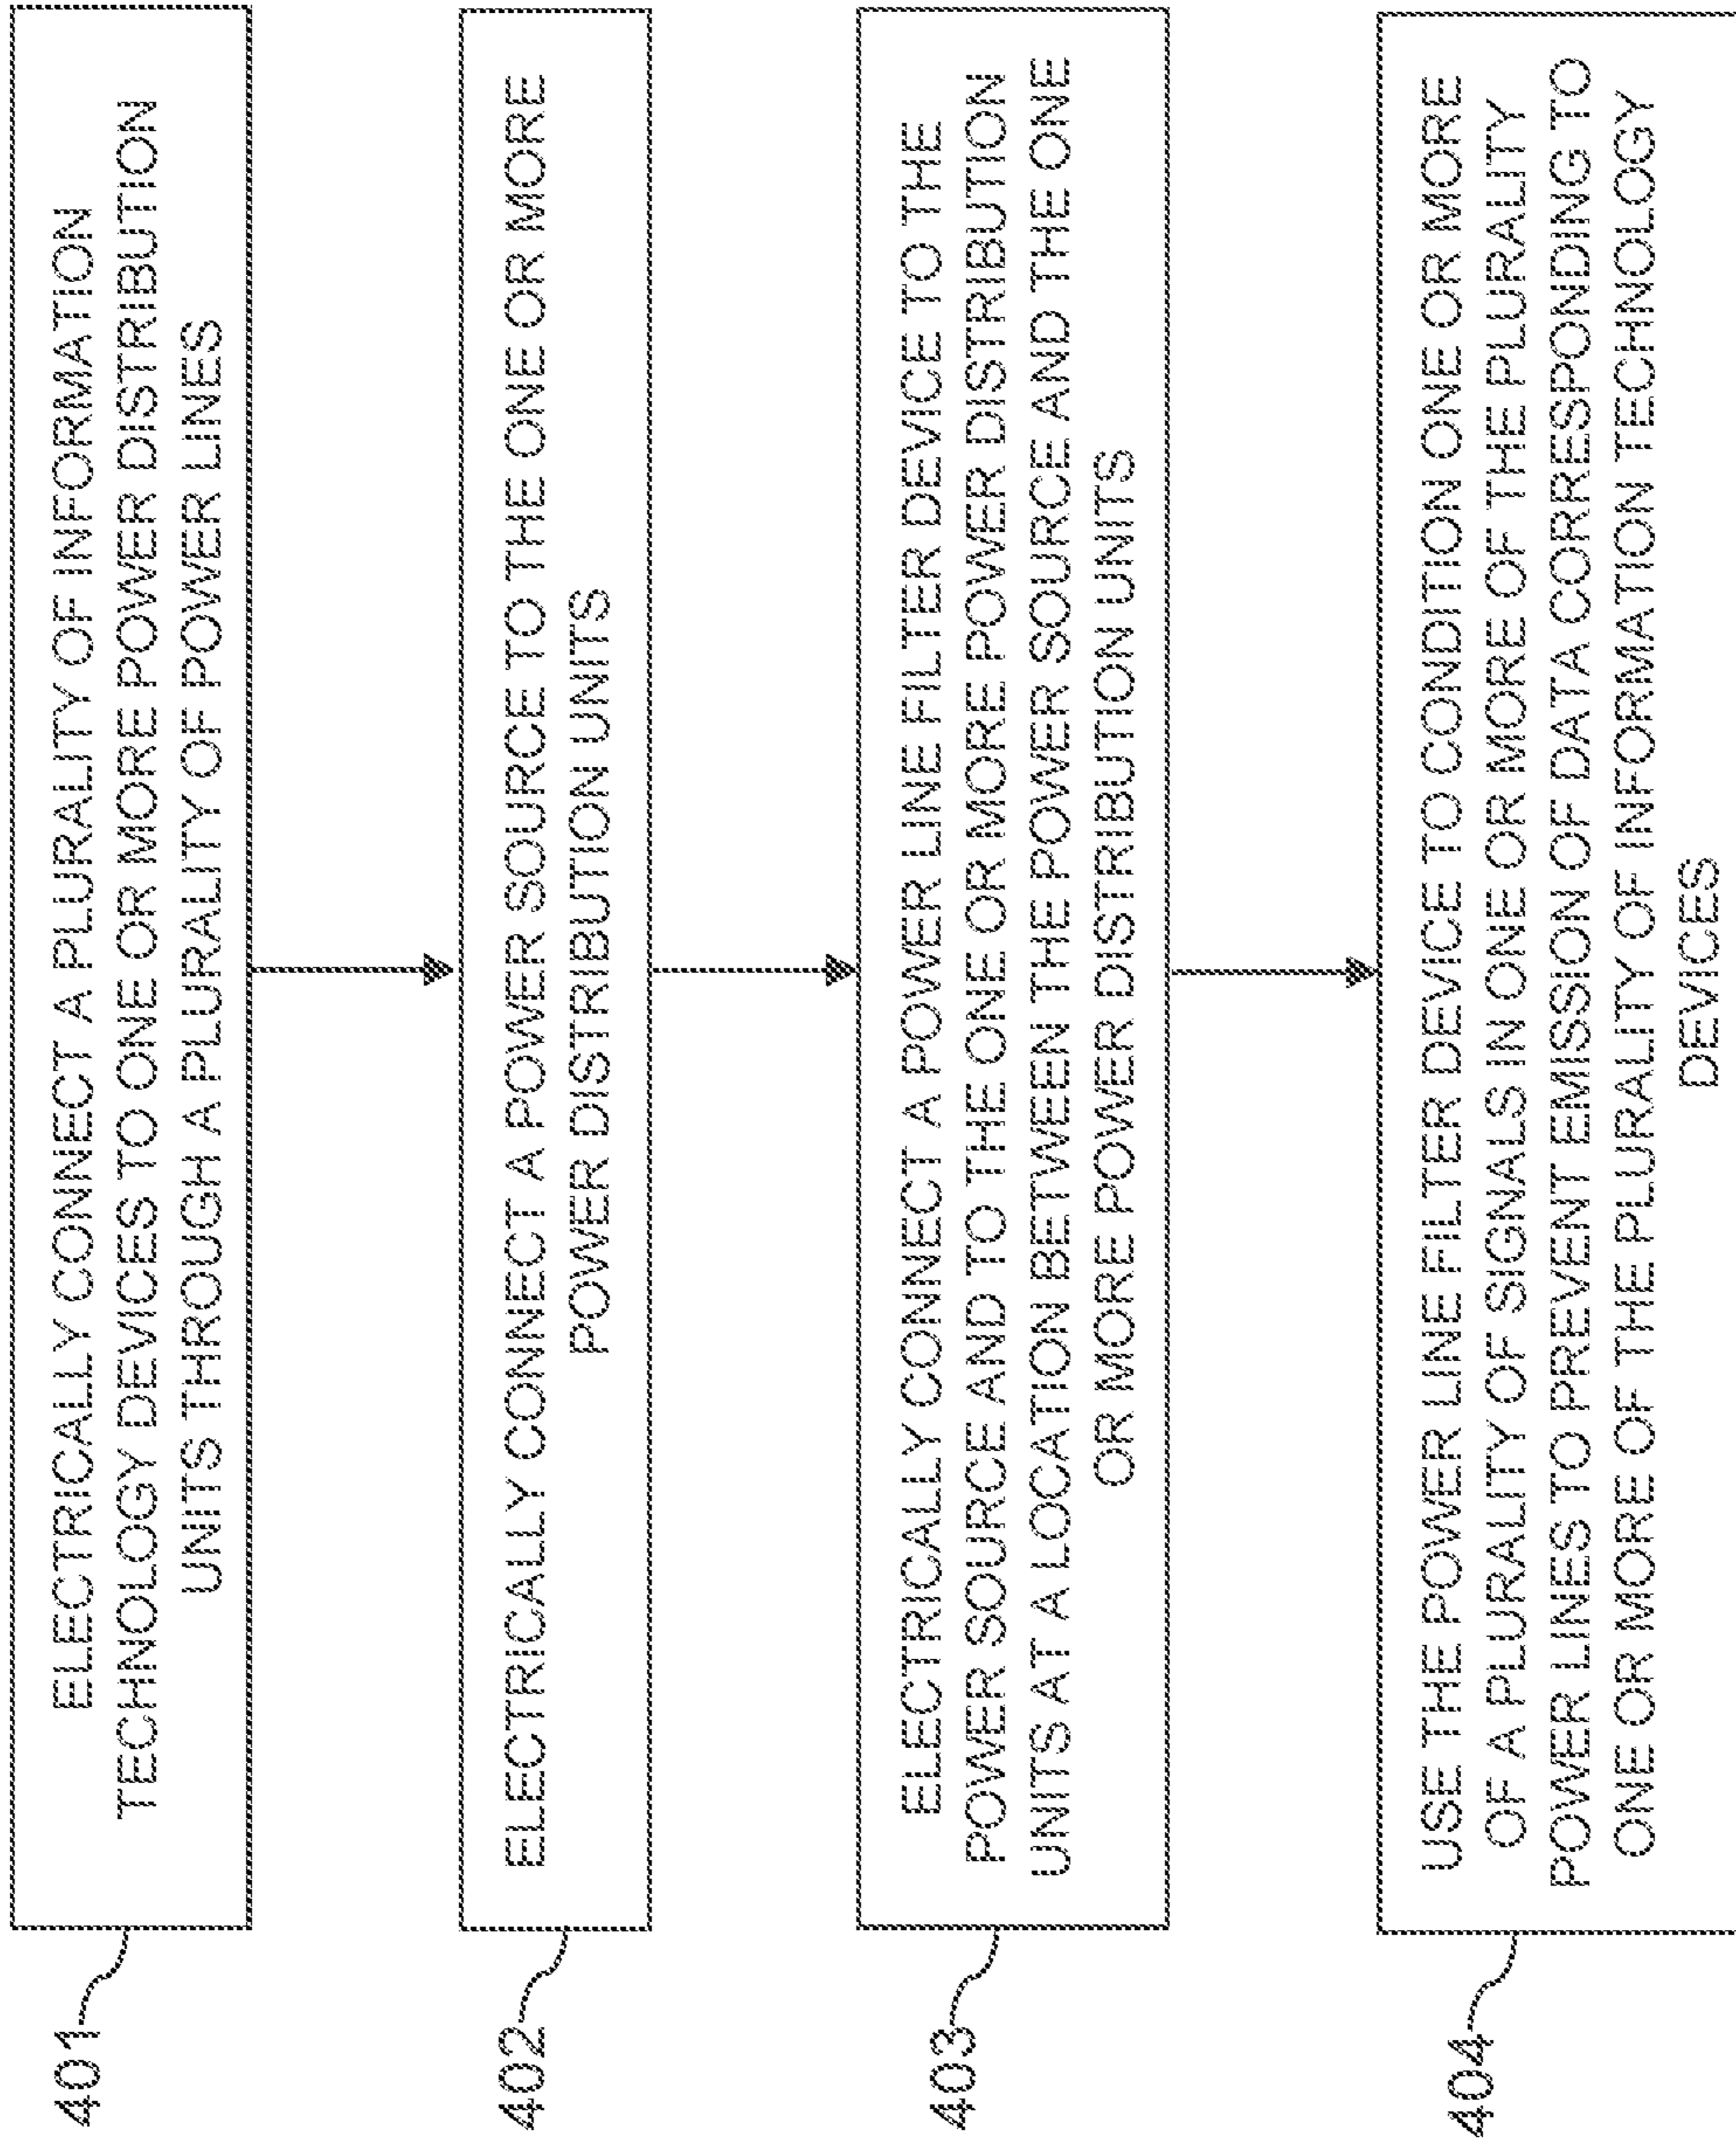 401
ELECTRICALLY CONNECT A PLURALITY OF INFORMATION
TECHNOLOGY DEVICES TO ONE OR MORE POWER DISTRIBUTION
UNITS THROUGH A PLURALITY OF POWER LINES
402
ELECTRICALLY CONNECT A POWER SOURCE TO THE ONE OR MORE
POWER DISTRIBUTION UNITS
403
ELECTRICALLY CONNECT A POWER LINE FILTER DEVICE TO THE
POWER SOURCE AND TO THE ONE OR MORE POWER DISTRIBUTION
UNITS AT A LOCATION BETWEEN THE POWER SOURCE AND THE ONE
OR MORE POWER DISTRIBUTION UNITS
404
USE THE POWER LINE FILTER DEVICE TO CONDITION ONE OR MORE
OF A PLURALITY OF SIGNALS IN ONE OR MORE OF THE PLURALITY
POWER LINES TO PREVENT EMISSION OF DATA CORRESPONDING TO
ONE OR MORE OF THE PLURALITY OF INFORMATION TECHNOLOGY
DEVICES